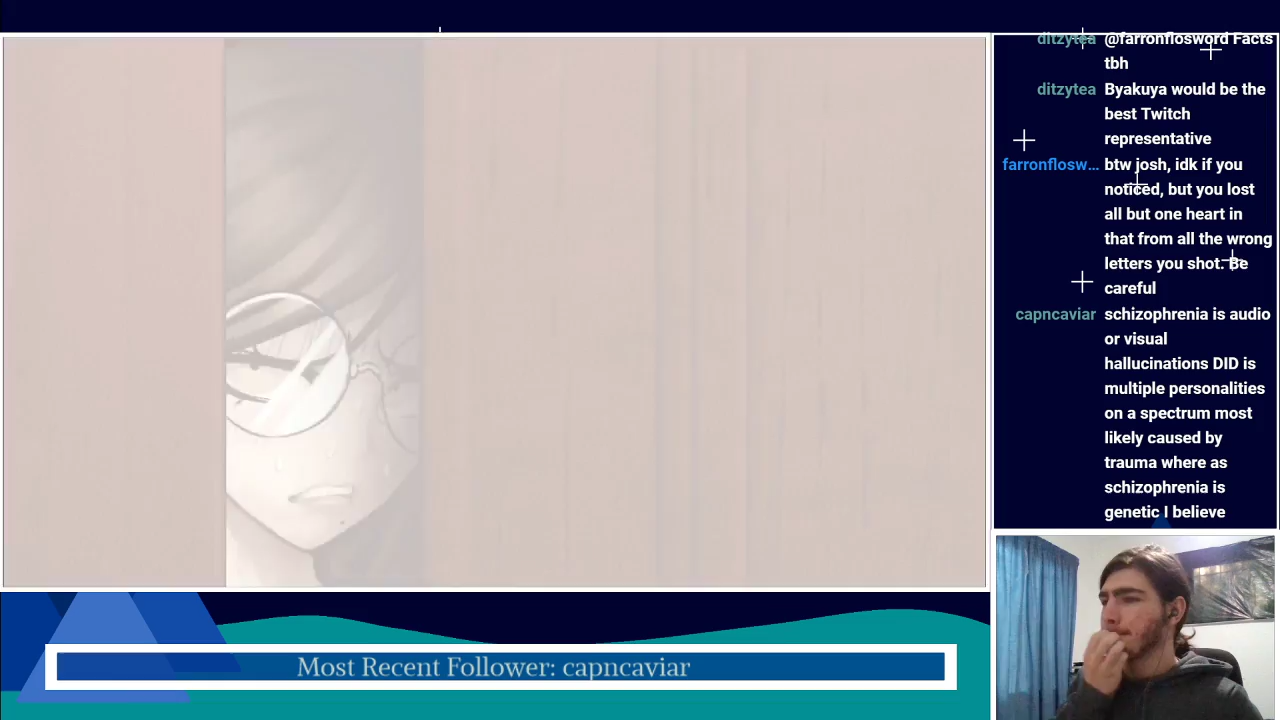 ditzytea @farronflosword Facts
tbh
ditzytea Byakuya would be the
best Twitch
representative
farronflosw... btw josh, idk if you
noticed, but you lost
all but one heart in
that from all the wrong
letters you shot. Be
careful
capncaviar schizophrenia is audio
or visual
hallucinations DID is
multiple personalities
on a spectrum most
likely caused by
trauma where as
schizophrenia is
genetic I believe
Most Recent Follower: capncaviar